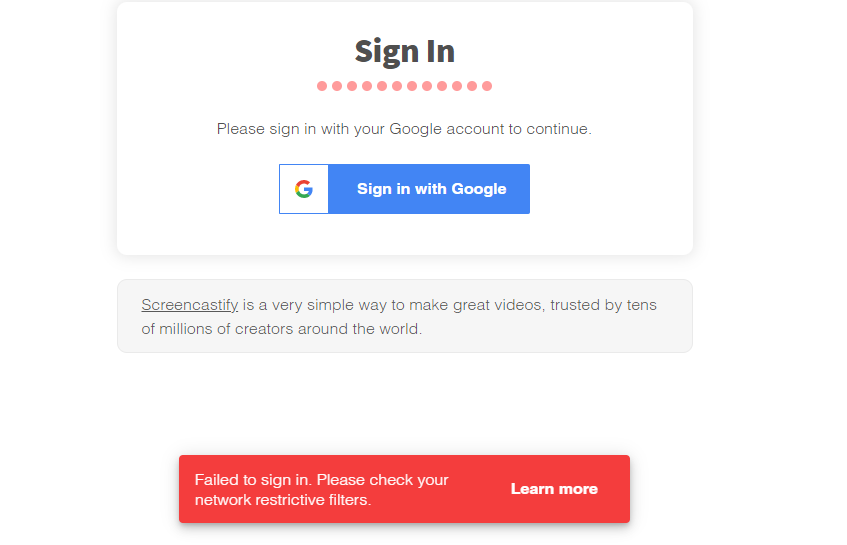 Sign In
Please sign in with your Google account to continue.
Sign in with Google
Screencastify is a very simple way to make great videos, trusted by tens
of millions of creators around the world.
Failed to sign in. Please check your
network restrictive filters.
Learn more